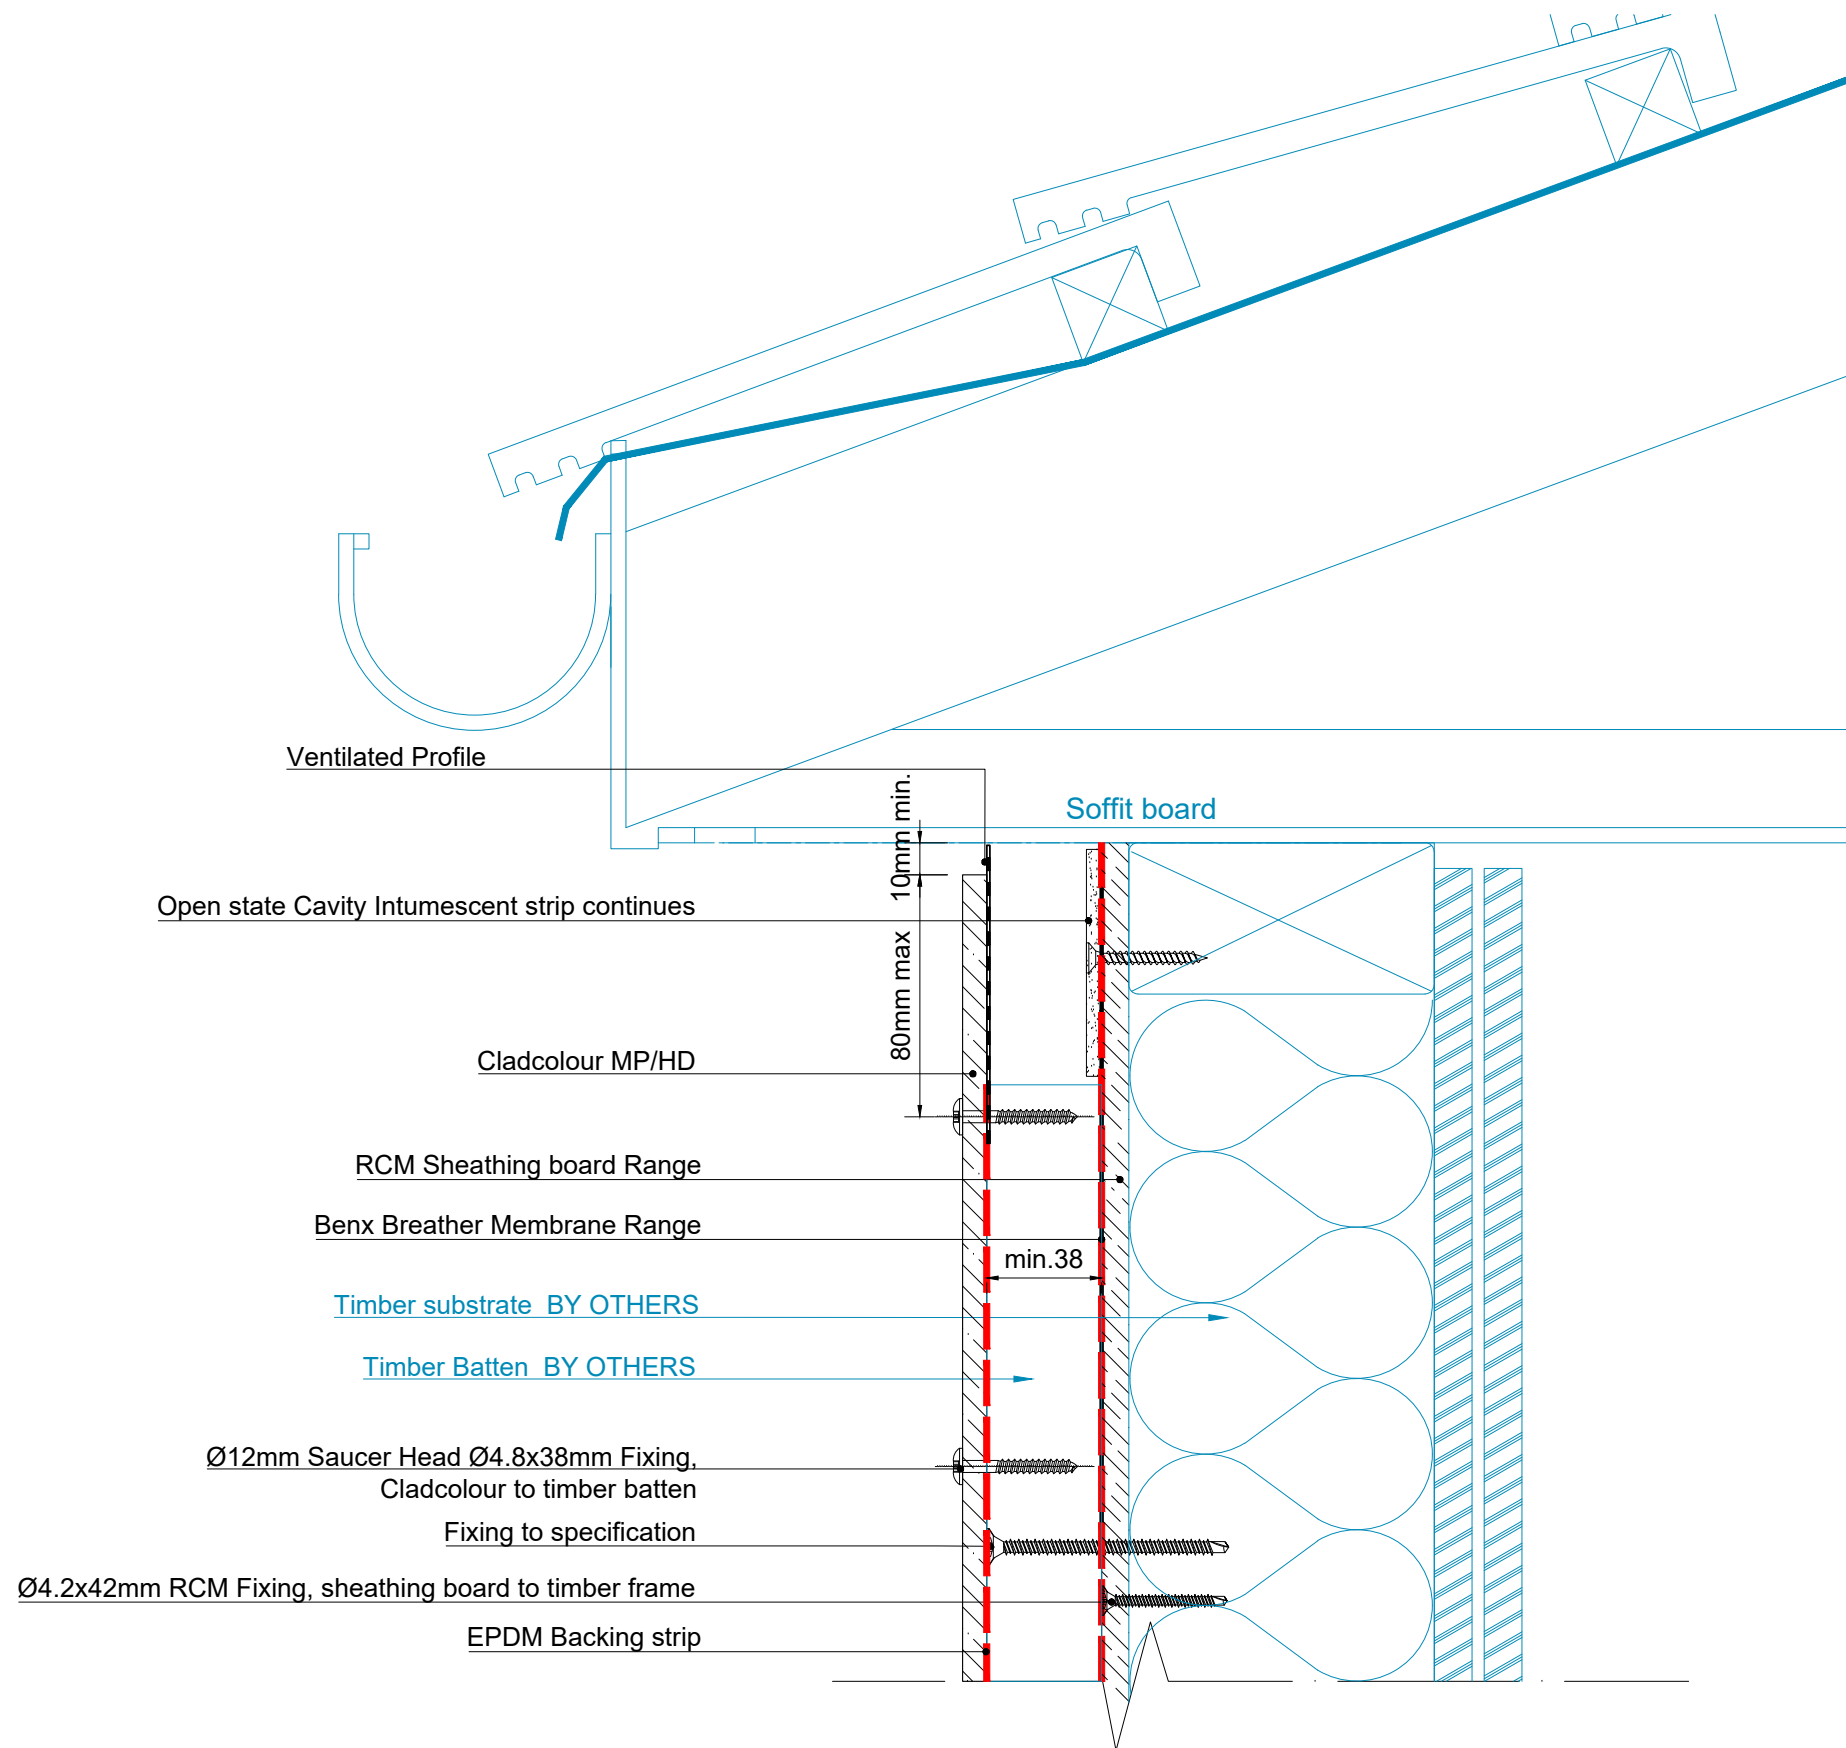 Ventilated Profile
10mm min.
Soffit board
Open state Cavity Intumescent strip continues
80mm max
Cladcolour MP/HD
RCM Sheathing board Range
Benx Breather Membrane Range
min.38
Timber substrate BY OTHERS
Timber Batten BY OTHERS
Ø12mm Saucer Head Ø4.8x38mm Fixing,
Cladcolour to timber batten
Fixing to specification
Ø4.2x42mm RCM Fixing, sheathing board to timber frame
EPDM Backing strip